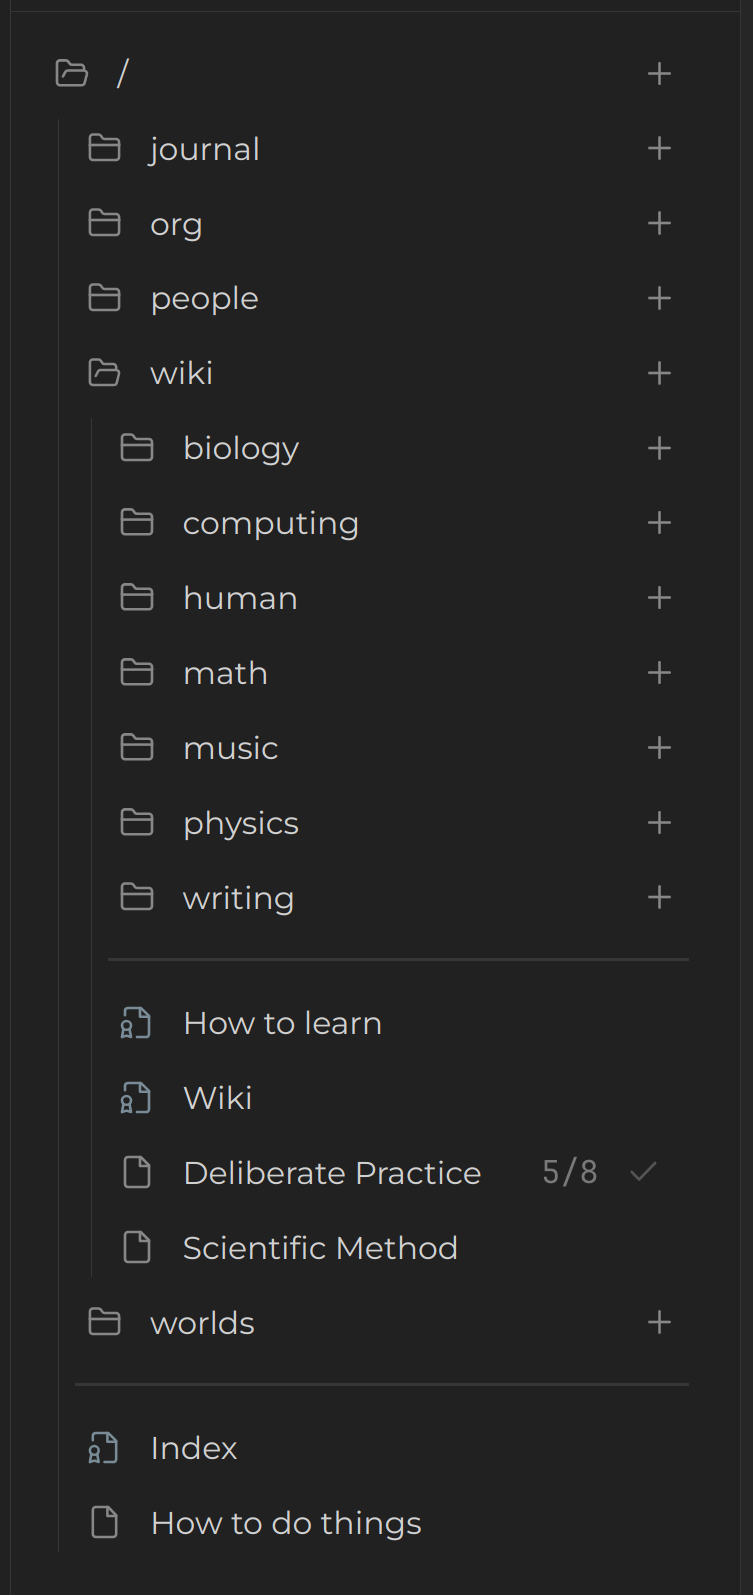 /
journal
org
people
wiki
biology
computing
human
math
music
physics
writing
How to learn
Wiki
Deliberate Practice 5/8
Scientific Method
worlds
Index
How to do things